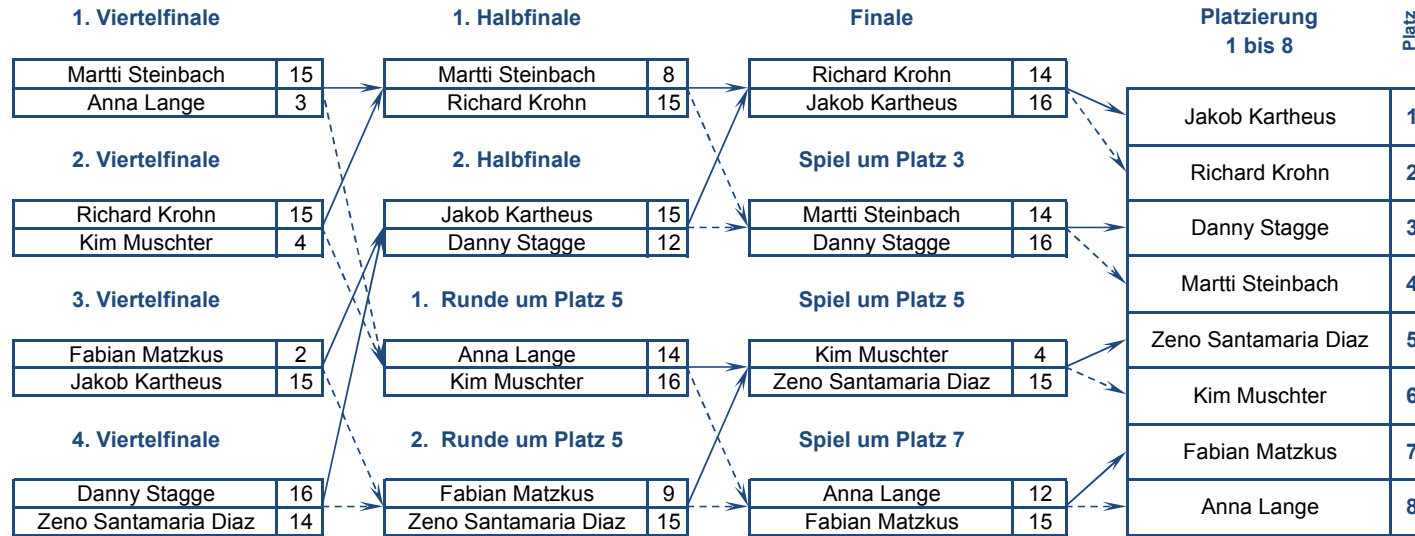 1. Viertelfinale
Martti Steinbach 15
Anna Lange 3
2. Viertelfinale
Richard Krohn 15
Kim Muschter 4
3. Viertelfinale
Fabian Matzkus 2
Jakob Kartheus 15
4. Viertelfinale
Danny Stagge 16
Zeno Santamaria Diaz 14
1. Halbfinale
Martti Steinbach 8
Richard Krohn 15
2. Halbfinale
Jakob Kartheus 15
Danny Stagge 12
1. Runde um Platz 5
Anna Lange 14
Kim Muschter 16
2. Runde um Platz 5
Fabian Matzkus 9
Zeno Santamaria Diaz 15
Finale
Richard Krohn 14
Jakob Kartheus 16
Spiel um Platz 3
Martti Steinbach 14
Danny Stagge 16
Spiel um Platz 5
Kim Muschter 4
Zeno Santamaria Diaz 15
Spiel um Platz 7
Anna Lange 12
Fabian Matzkus 15
Platzierung
1 bis 8
Platz
Jakob Kartheus 1
Richard Krohn 2
Danny Stagge 3
Martti Steinbach 4
Zeno Santamaria Diaz 5
Kim Muschter 6
Fabian Matzkus 7
Anna Lange 8